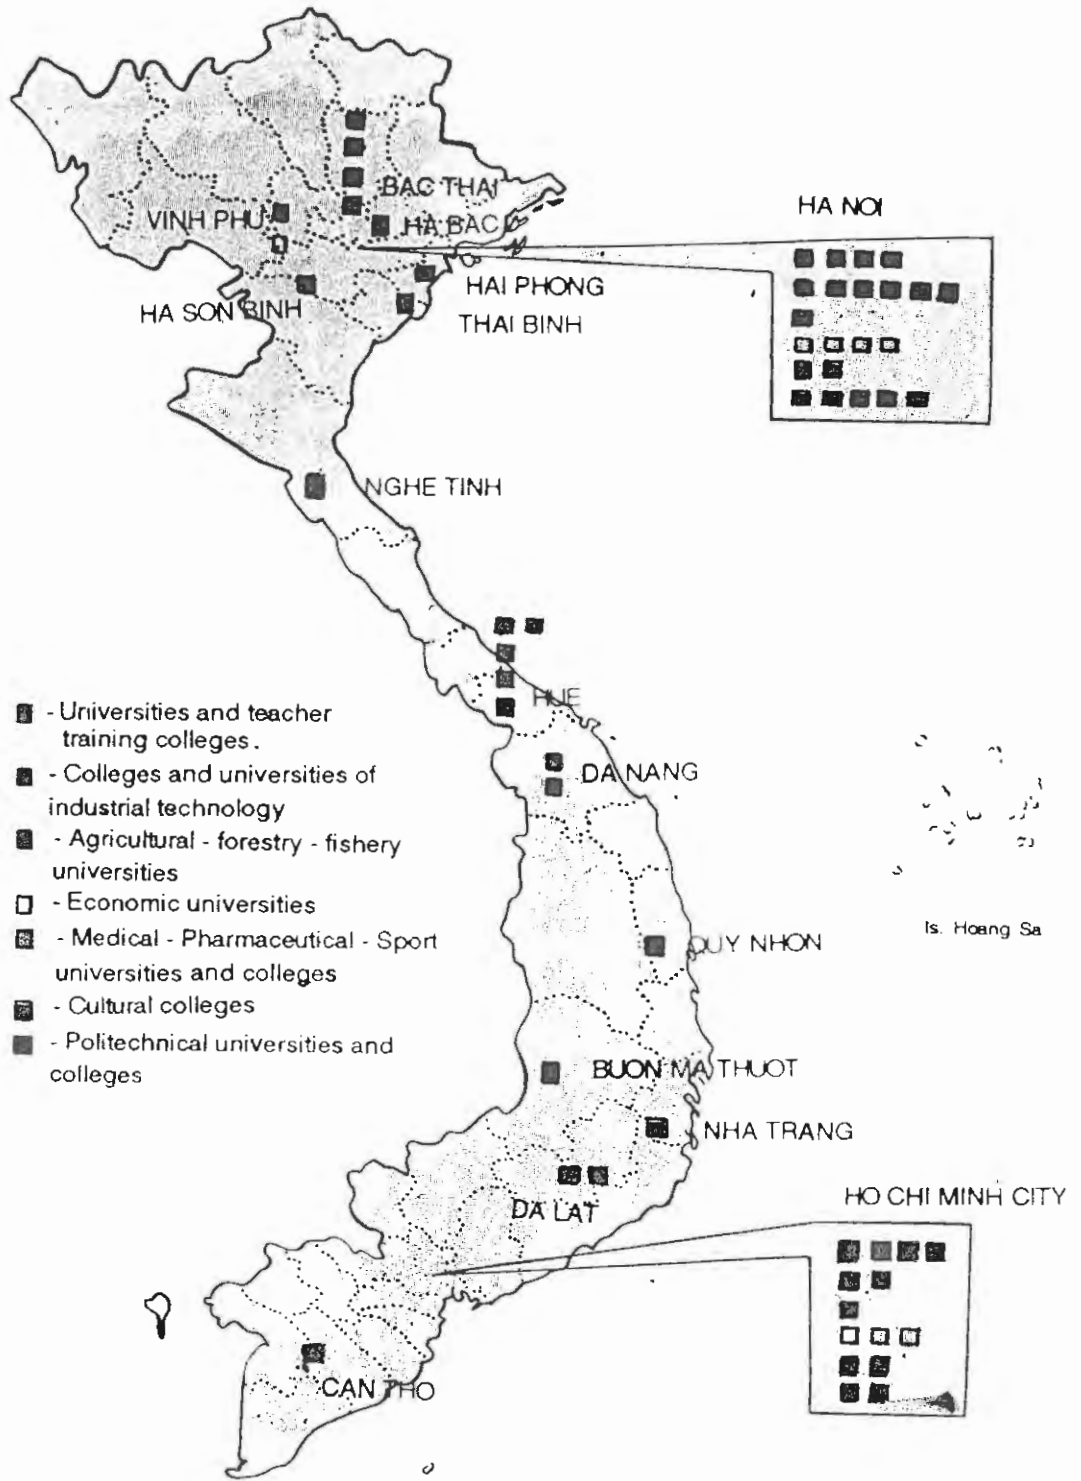 BAC THAI
HA NOI
VINH PHU
HA BAC
HAI PHONG
HA SON BINH
THAI BINH
NGHE TINH
HUE
- Universities and teacher
training colleges.
- Colleges and universities of
industrial technology
- Agricultural - forestry - fishery
universities
- Economic universities
- Medical - Pharmaceutical - Sport
universities and colleges
- Cultural colleges
- Politechnical universities and
colleges
DA NANG
Is. Hoang Sa
QUY NHON
BUON MA THUOT
NHA TRANG
DA LAT
HO CHI MINH CITY
CAN THO